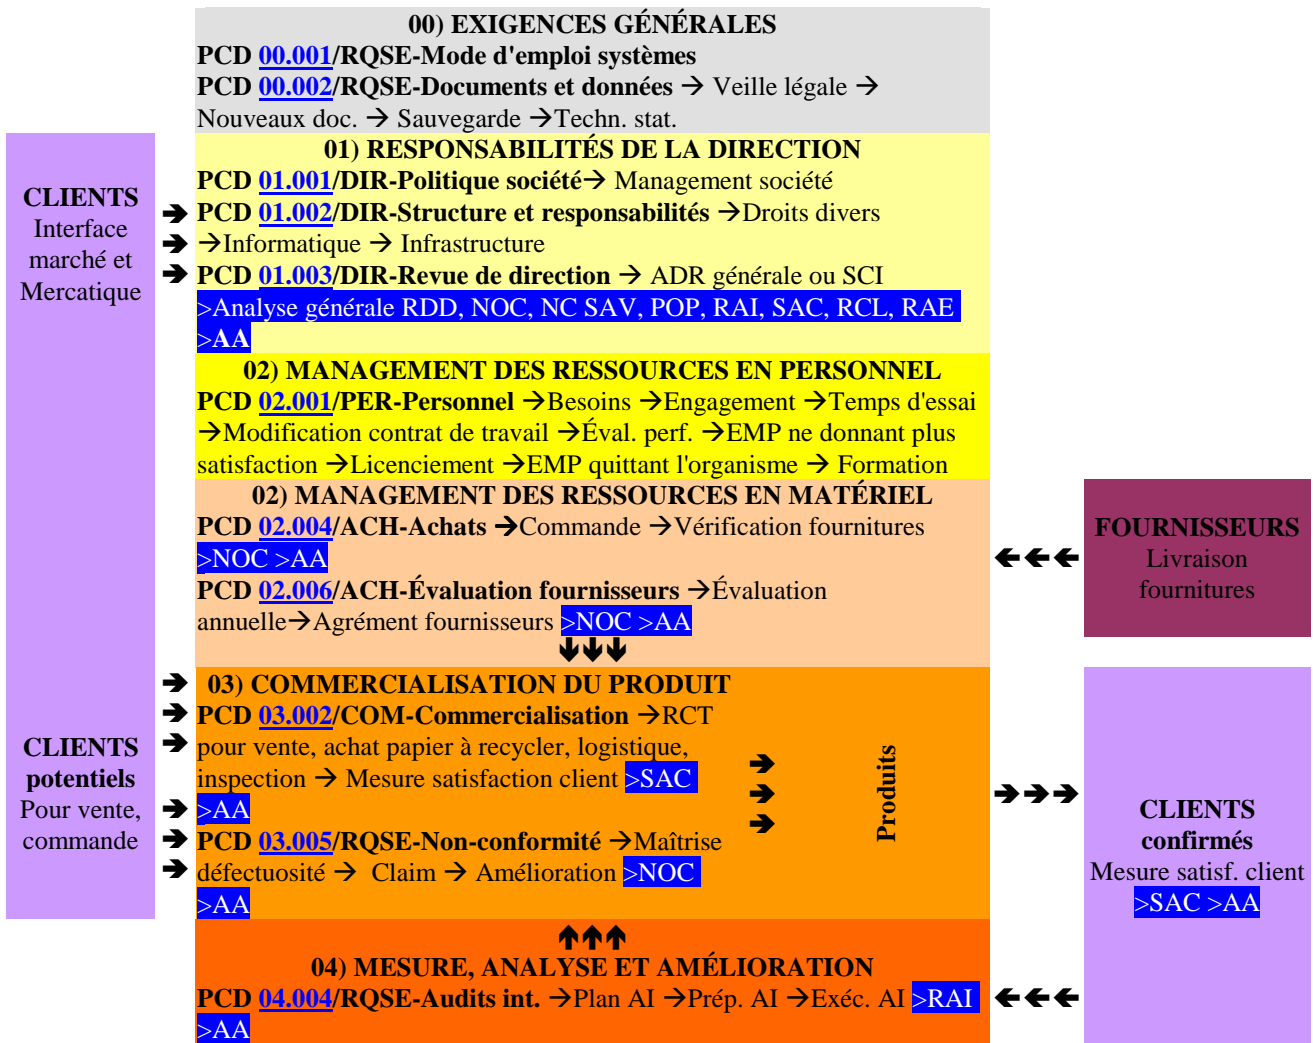 00) EXIGENCES GÉNÉRALES
PCD 00.001/RQSE-Mode d'emploi systèmes
PCD 00.002/RQSE-Documents et données → Veille légale →
Nouveaux doc. → Sauvegarde →Techn. stat.
CLIENTS
Interface
marché et
Mercatique
01) RESPONSABILITÉS DE LA DIRECTION
PCD 01.001/DIR-Politique société→ Management société
PCD 01.002/DIR-Structure et responsabilités →Droits divers
→Informatique → Infrastructure
PCD 01.003/DIR-Revue de direction → ADR générale ou SCI
>Analyse générale RDD, NOC, NC SAV, POP, RAI, SAC, RCL, RAE
>AA
02) MANAGEMENT DES RESSOURCES EN PERSONNEL
PCD 02.001/PER-Personnel →Besoins →Engagement →Temps d'essai
→Modification contrat de travail →Éval. perf. →EMP ne donnant plus
satisfaction →Licenciement →EMP quittant l'organisme → Formation
02) MANAGEMENT DES RESSOURCES EN MATÉRIEL
PCD 02.004/ACH-Achats →Commande →Vérification fournitures
>NOC >AA
PCD 02.006/ACH-Évaluation fournisseurs →Évaluation
annuelle→Agrément fournisseurs >NOC >AA
FOURNISSEURS
Livraison
fournitures
CLIENTS
potentiels
Pour vente,
commande
03) COMMERCIALISATION DU PRODUIT
PCD 03.002/COM-Commercialisation →RCT
pour vente, achat papier à recycler, logistique,
inspection → Mesure satisfaction client >SAC
>AA
PCD 03.005/RQSE-Non-conformité →Maîtrise
défectuosité → Claim → Amélioration >NOC
>AA
Produits
CLIENTS
confirmés
Mesure satisf. client
>SAC >AA
04) MESURE, ANALYSE ET AMÉLIORATION
PCD 04.004/RQSE-Audits int. →Plan AI →Prép. AI →Exéc. AI >RAI
>AA